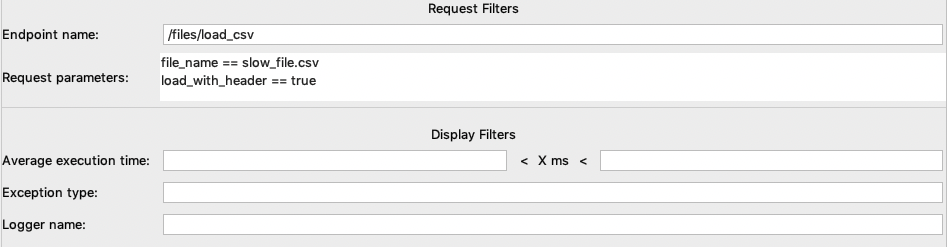 Request Filters
Endpoint name: /files/load_csv
Request parameters: file_name == slow_file.csv
load_with_header == true
Display Filters
Average execution time: < X ms <
Exception type:
Logger name: